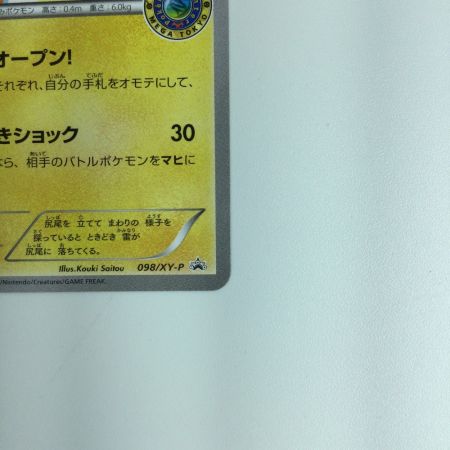 みポケモン 高さ:0.4m 重さ:6.0kg
MEGA TOKYO
オープン!
それぞれ、自分の手札をオモテにして、
きショック 30
なら、相手のバトルポケモンをマヒに
尻尾を 立てて まわりの 様子を
探っていると ときどき 雷が
尻尾に 落ちてくる。
Illus.Kouki Saitou 098/XY-P
/Nintendo/Creatures/GAME FREAK.